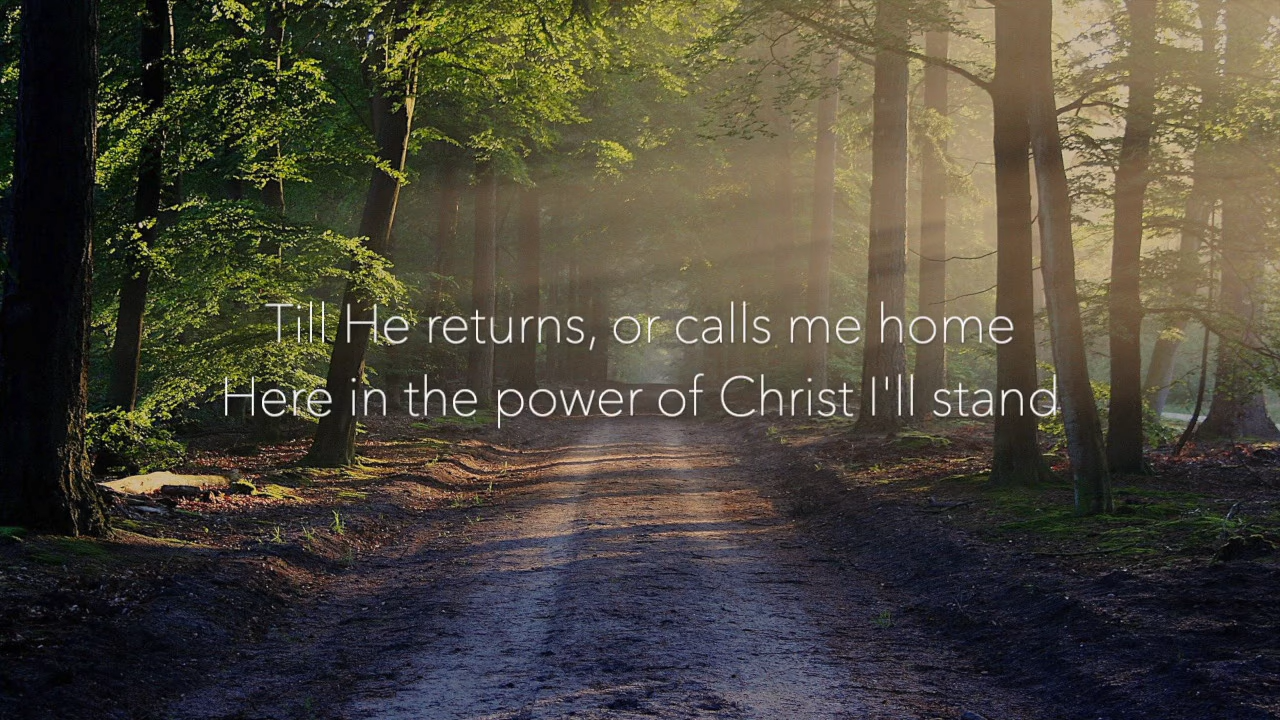 Till He returns, or calls me home
Here in the power of Christ I'll stand